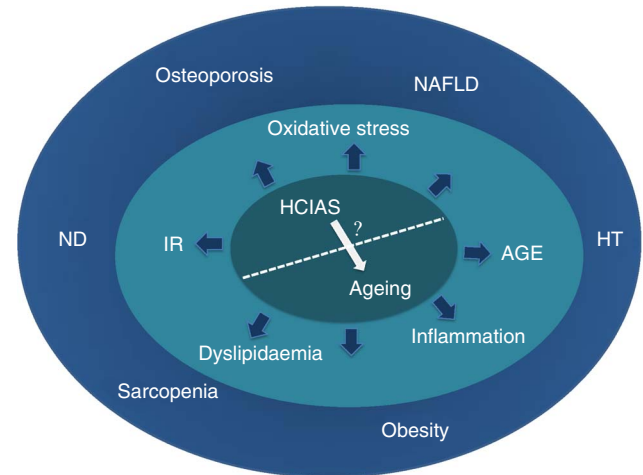 Osteoporosis
NAFLD
Oxidative stress
HCIAS
?
ND
IR
AGE
HT
Ageing
Inflammation
Dyslipidaemia
Sarcopenia
Obesity